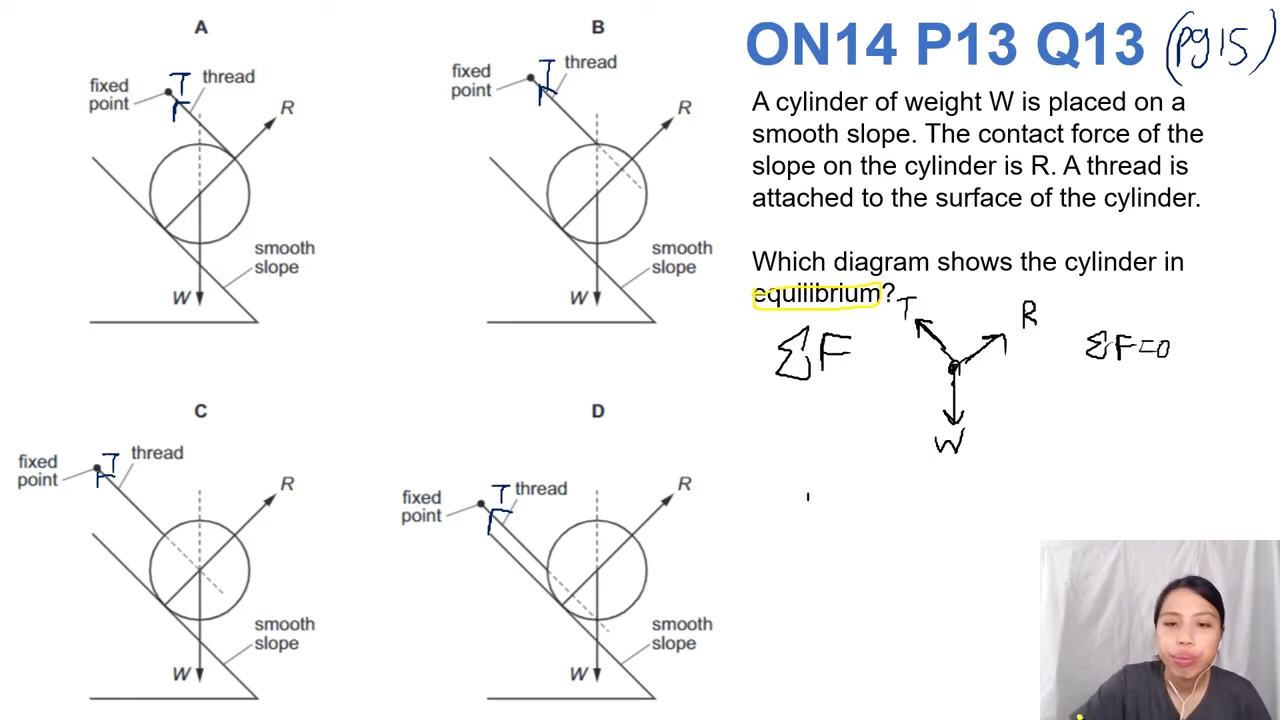 ON14 P13 Q13 (pg 15)
A cylinder of weight W is placed on a
smooth slope. The contact force of the
slope on the cylinder is R. A thread is
attached to the surface of the cylinder.
Which diagram shows the cylinder in
equilibrium?
T
R
W
ΣF
ΣF=0
A
fixed
point
T
thread
R
smooth
slope
W
B
fixed
point
T
thread
R
smooth
slope
W
C
fixed
point
T
thread
R
smooth
slope
W
D
fixed
point
T
thread
R
smooth
slope
W